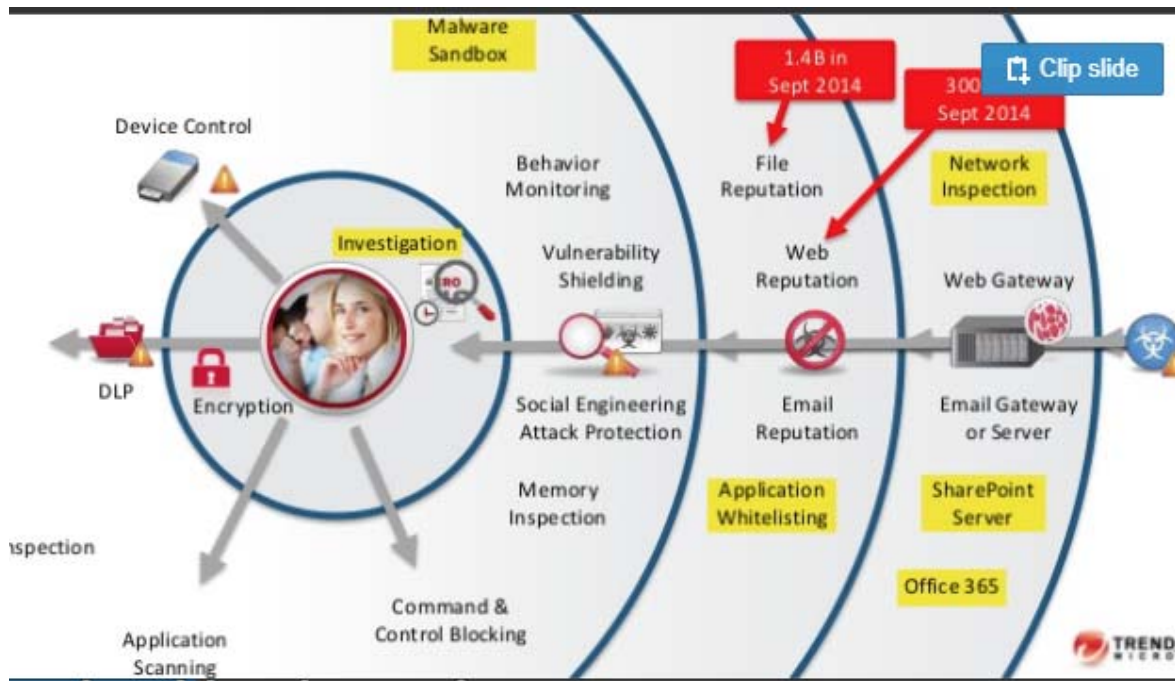 Malware
Sandbox
1.4B in
Sept 2014
Clip slide
300
Sept 2014
Device Control
Behavior
Monitoring
File
Reputation
Network
Inspection
Investigation
Vulnerability
Shielding
Web
Reputation
Web Gateway
DLP
Encryption
Social Engineering
Attack Protection
Email
Reputation
Email Gateway
or Server
Memory
Inspection
Application
Whitelisting
SharePoint
Server
nspection
Office 365
Command &
Control Blocking
Application
Scanning
TREND
MICRO